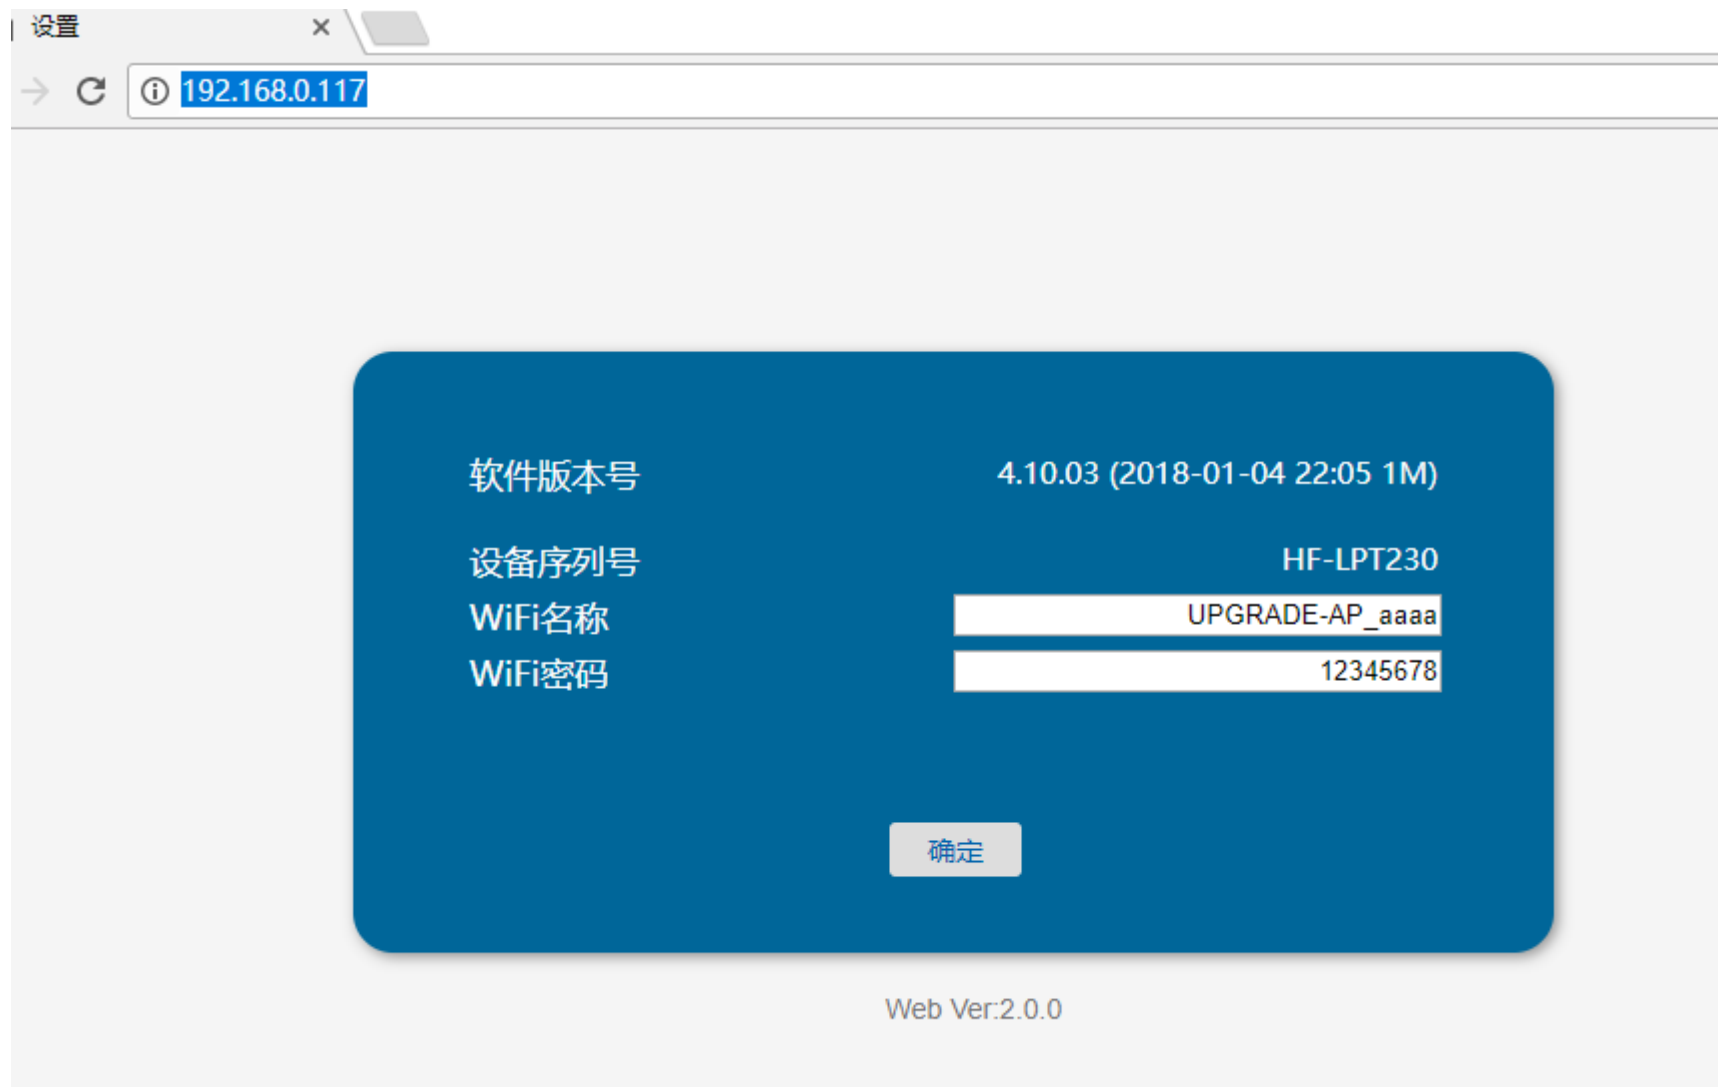 设置
192.168.0.117
软件版本号 4.10.03 (2018-01-04 22:05 1M)
设备序列号 HF-LPT230
WiFi名称 UPGRADE-AP_aaaa
WiFi密码 12345678
确定
Web Ver:2.0.0